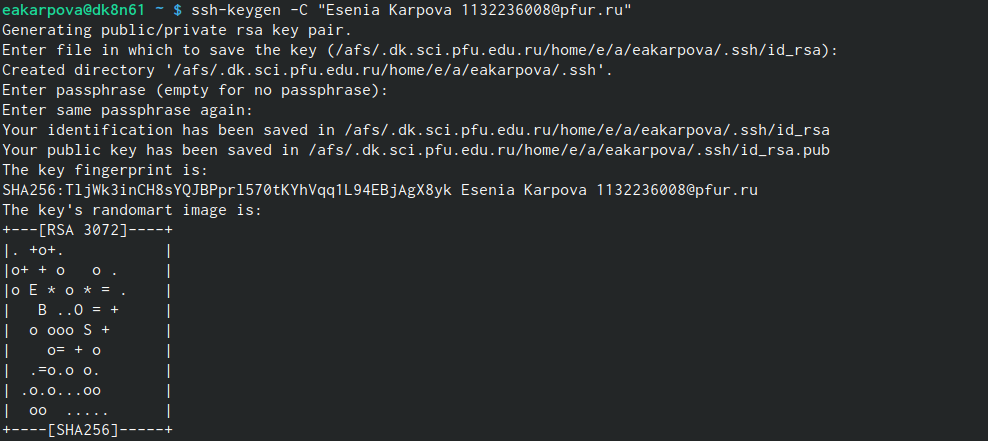 eakarpova@dk8n61 ~ $ ssh-keygen -C "Esenia Karpova 1132236008@pfur.ru"
Generating public/private rsa key pair.
Enter file in which to save the key (/afs/.dk.sci.pfu.edu.ru/home/e/a/eakarpova/.ssh/id_rsa):
Created directory '/afs/.dk.sci.pfu.edu.ru/home/e/a/eakarpova/.ssh'.
Enter passphrase (empty for no passphrase):
Enter same passphrase again:
Your identification has been saved in /afs/.dk.sci.pfu.edu.ru/home/e/a/eakarpova/.ssh/id_rsa
Your public key has been saved in /afs/.dk.sci.pfu.edu.ru/home/e/a/eakarpova/.ssh/id_rsa.pub
The key fingerprint is:
SHA256:TljWk3inCH8sYQJBPprl570tKYhVqq1L94EBjAgX8yk Esenia Karpova 1132236008@pfur.ru
The key's randomart image is:
+---[RSA 3072]----+
|. +o+.           |
|o+ + o   o .     |
|o E * o * = .    |
|   B ..O = +     |
|  o ooo S +      |
|    o= + o       |
|  .=o.o o.       |
| .o.o...oo       |
|  oo  .....      |
+----[SHA256]-----+